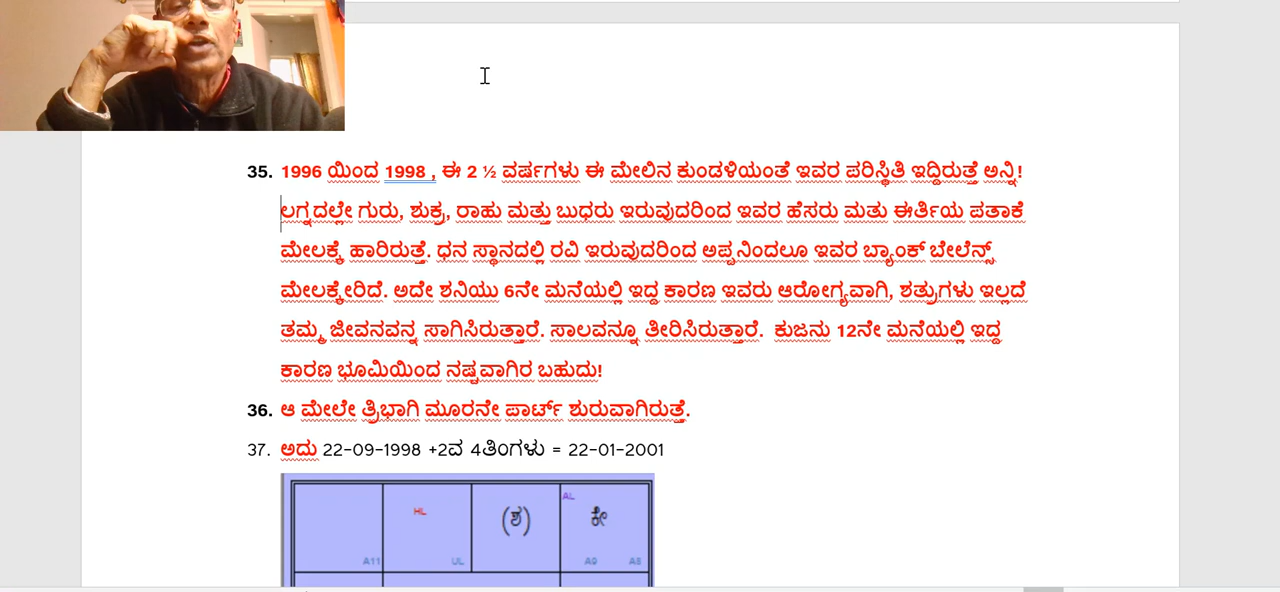 35. 1996 ಯಿಂದ 1998 , ಈ 2 ½ ವರ್ಷಗಳು ಈ ಮೇಲಿನ ಕುಂಡಳಿಯಂತೆ ಇವರ ಪರಿಸ್ಥಿತಿ ಇದ್ದಿರುತ್ತೆ ಅನ್ನಿ!
ಲಗ್ನದಲ್ಲೇ ಗುರು, ಶುಕ್ರ, ರಾಹು ಮತ್ತು ಬುಧರು ಇರುವುದರಿಂದ ಇವರ ಹೆಸರು ಮತು ಈರ್ತಿಯ ಪತಾಕೆ
ಮೇಲಕ್ಕೆ ಹಾರಿರುತ್ತೆ. ಧನ ಸ್ಥಾನದಲ್ಲಿ ರವಿ ಇರುವುದರಿಂದ ಅಪ್ಪನಿಂದಲೂ ಇವರ ಬ್ಯಾಂಕ್ ಬೇಲೆನ್ಸ್
ಮೇಲಕ್ಕೇರಿದೆ. ಅದೇ ಶನಿಯು 6ನೇ ಮನೆಯಲ್ಲಿ ಇದ್ದ ಕಾರಣ ಇವರು ಆರೋಗ್ಯವಾಗಿ, ಶತ್ರುಗಳು ಇಲ್ಲದೆ
ತಮ್ಮ ಜೀವನವನ್ನ ಸಾಗಿಸಿರುತ್ತಾರೆ. ಸಾಲವನ್ನೂ ತೀರಿಸಿರುತ್ತಾರೆ. ಕುಜನು 12ನೇ ಮನೆಯಲ್ಲಿ ಇದ್ದ
ಕಾರಣ ಭೂಮಿಯಿಂದ ನಷ್ಟವಾಗಿರ ಬಹುದು!
36. ಆ ಮೇಲೇ ತ್ರಿಭಾಗಿ ಮೂರನೇ ಪಾರ್ಟ್ ಶುರುವಾಗಿರುತ್ತೆ.
37. ಅದು 22-09-1998 +2ವ 4ತಿಂಗಳು = 22-01-2001
AL
HL (ಶ) ಕೇ
A11 UL A9 A8